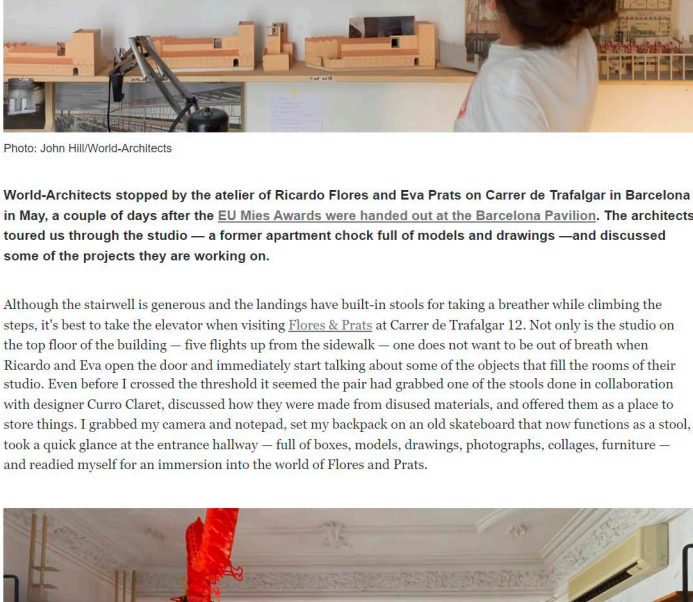 Photo: John Hill/World-Architects
World-Architects stopped by the atelier of Ricardo Flores and Eva Prats on Carrer de Trafalgar in Barcelona
in May, a couple of days after the EU Mies Awards were handed out at the Barcelona Pavilion. The architects
toured us through the studio — a former apartment chock full of models and drawings —and discussed
some of the projects they are working on.
Although the stairwell is generous and the landings have built-in stools for taking a breather while climbing the
steps, it's best to take the elevator when visiting Flores & Prats at Carrer de Trafalgar 12. Not only is the studio on
the top floor of the building — five flights up from the sidewalk — one does not want to be out of breath when
Ricardo and Eva open the door and immediately start talking about some of the objects that fill the rooms of their
studio. Even before I crossed the threshold it seemed the pair had grabbed one of the stools done in collaboration
with designer Curro Claret, discussed how they were made from disused materials, and offered them as a place to
store things. I grabbed my camera and notepad, set my backpack on an old skateboard that now functions as a stool,
took a quick glance at the entrance hallway — full of boxes, models, drawings, photographs, collages, furniture —
and readied myself for an immersion into the world of Flores and Prats.